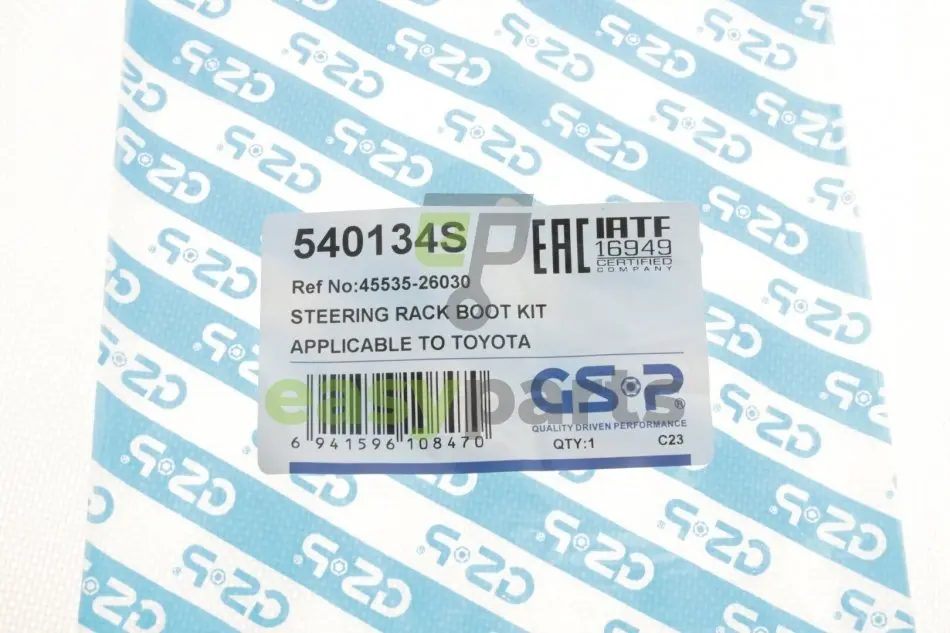 540134S
EAC
IATF
16949
CERTIFIED
COMPANY
Ref No:45535-26030
STEERING RACK BOOT KIT
APPLICABLE TO TOYOTA
GSP®
QUALITY DRIVEN PERFORMANCE
6 941596 108470
QTY:1 C23
easyparts